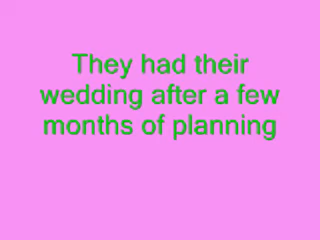 They had their
wedding after a few
months of planning